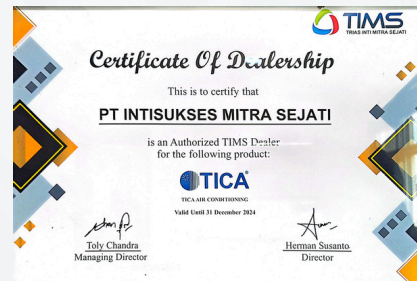 TIMS
TRIAS INTI MITRA SEJATI
Certificate Of Dealership
This is to certify that
PT INTISUKSES MITRA SEJATI
is an Authorized TIMS Dealer
for the following product:
TICA
TICA AIR CONDITIONING
Valid Until 31 December 2024
Toly Chandra
Managing Director
Herman Susanto
Director